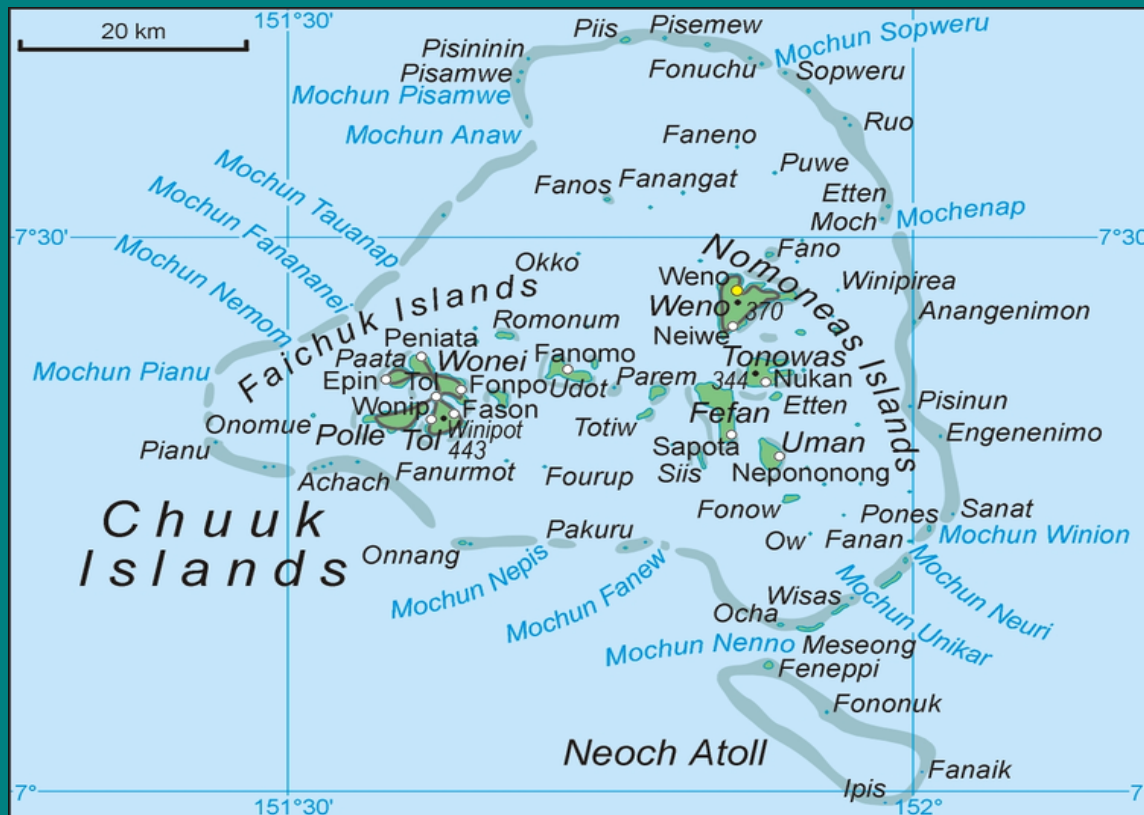 151°30'
152°
20 km
Piis
Pisemew
Mochun Sopweru
Pisininin
Pisamwe
Fonuchu
Sopweru
Mochun Pisamwe
Ruo
Mochun Anaw
Faneno
Puwe
Mochun Tauanap
Fanos
Fanangat
Etten
Mochun Fananei
Moch
Mochenap
7°30'
7°30'
Mochun Nemom
Okko
Nomoneas Islands
Fano
Weno
Winipirea
Faichuk Islands
Weno
370
Anangenimon
Romonum
Neiwe
Peniata
Mochun Pianu
Paata
Wonei
Fanomo
Tonowas
Epin
Tol
Fonpo
Udot
Parem
344
Nukan
Wonip
Fason
Etten
Pisinun
Onomue
Polle
Tol
Winipot
443
Totiw
Fefan
Engenenimo
Pianu
Sapota
Uman
Achach
Fanurmot
Fourup
Siis
Nepononong
Chuuk
Islands
Fonow
Pones
Sanat
Onnang
Pakuru
Ow
Fanan
Mochun Winion
Mochun Nepis
Mochun Fanew
Wisas
Mochun Neuri
Ocha
Mochun Unikar
Mochun Nenno
Meseong
Feneppi
Fononuk
Neoch Atoll
Fanaik
Ipis
7°
151°30'
152°